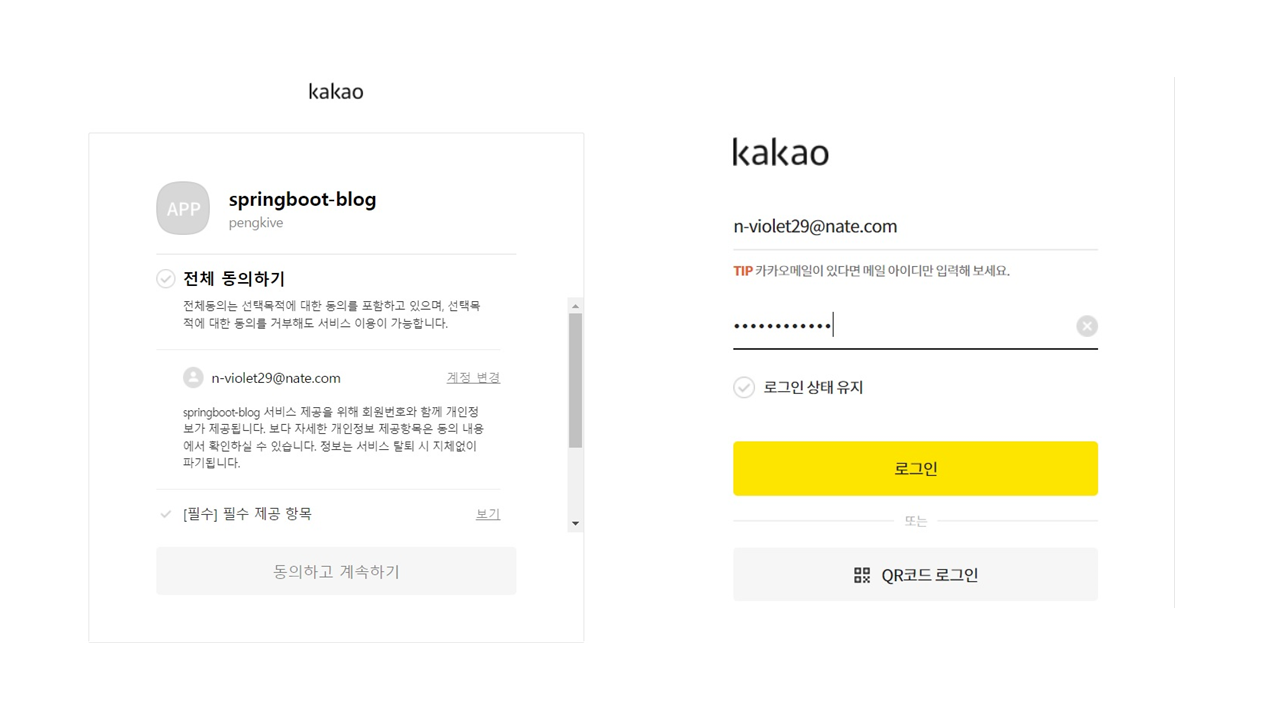 kakao
APP
springboot-blog
pengkive
전체 동의하기
전체동의는 선택목적에 대한 동의를 포함하고 있으며, 선택목
적에 대한 동의를 거부해도 서비스 이용이 가능합니다.
n-violet29@nate.com 계정 변경
springboot-blog 서비스 제공을 위해 회원번호와 함께 개인정
보가 제공됩니다. 보다 자세한 개인정보 제공항목은 동의 내용
에서 확인하실 수 있습니다. 정보는 서비스 탈퇴 시 지체없이
파기됩니다.
[필수] 필수 제공 항목 보기
동의하고 계속하기
kakao
n-violet29@nate.com
TIP 카카오메일이 있다면 메일 아이디만 입력해 보세요.
••••••••••••
로그인 상태 유지
로그인
또는
QR코드 로그인